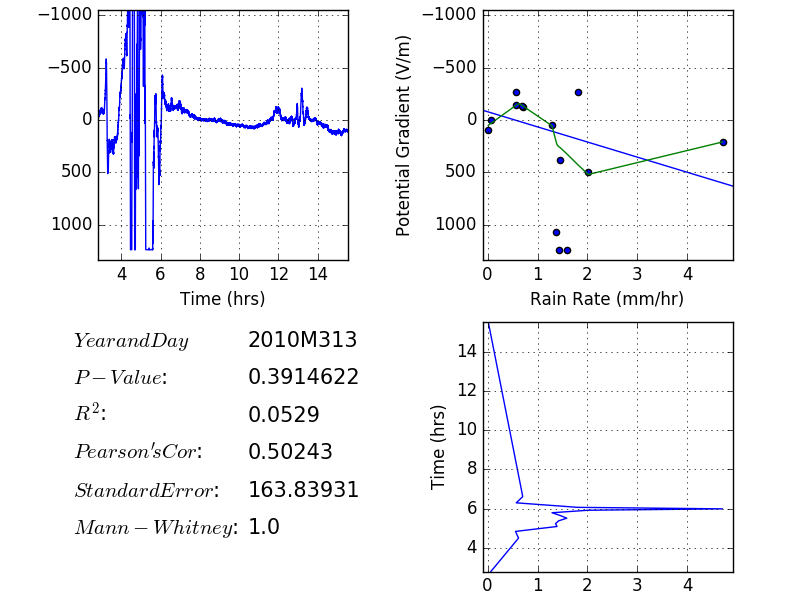 −1000
−500
0
500
1000
4 6 8 10 12 14
Time (hrs)
Potential Gradient (V/m)
−1000
−500
0
500
1000
0 1 2 3 4
Rain Rate (mm/hr)
YearandDay 2010M313
P−Value: 0.3914622
R²: 0.0529
Pearson'sCor: 0.50243
StandardError: 163.83931
Mann−Whitney: 1.0
Time (hrs)
14
12
10
8
6
4
0 1 2 3 4